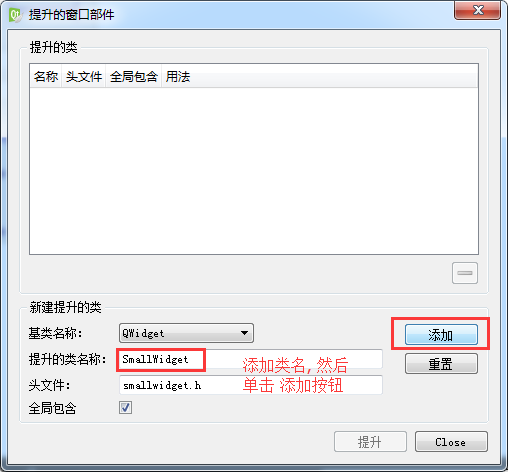 提升的窗口部件
提升的类
名称 头文件 全局包含 用法
新建提升的类
基类名称： QWidget
添加
提升的类名称： SmallWidget
添加类名, 然后
重置
头文件： smallwidget.h
单击 添加按钮
全局包含
提升 Close